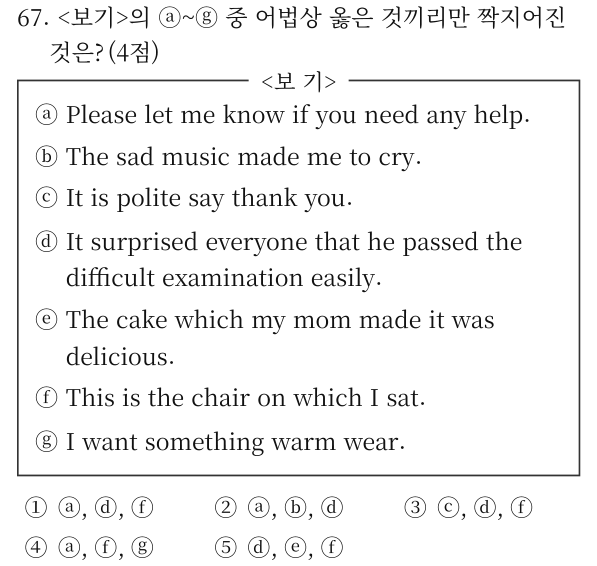 67. <보기>의 ⓐ~ⓖ 중 어법상 옳은 것끼리만 짝지어진
것은? (4점)
<보 기>
ⓐ Please let me know if you need any help.
ⓑ The sad music made me to cry.
ⓒ It is polite say thank you.
ⓓ It surprised everyone that he passed the
difficult examination easily.
ⓔ The cake which my mom made it was
delicious.
ⓕ This is the chair on which I sat.
ⓖ I want something warm wear.
① ⓐ, ⓓ, ⓕ ② ⓐ, ⓑ, ⓓ ③ ⓒ, ⓓ, ⓕ
④ ⓐ, ⓕ, ⓖ ⑤ ⓓ, ⓔ, ⓕ